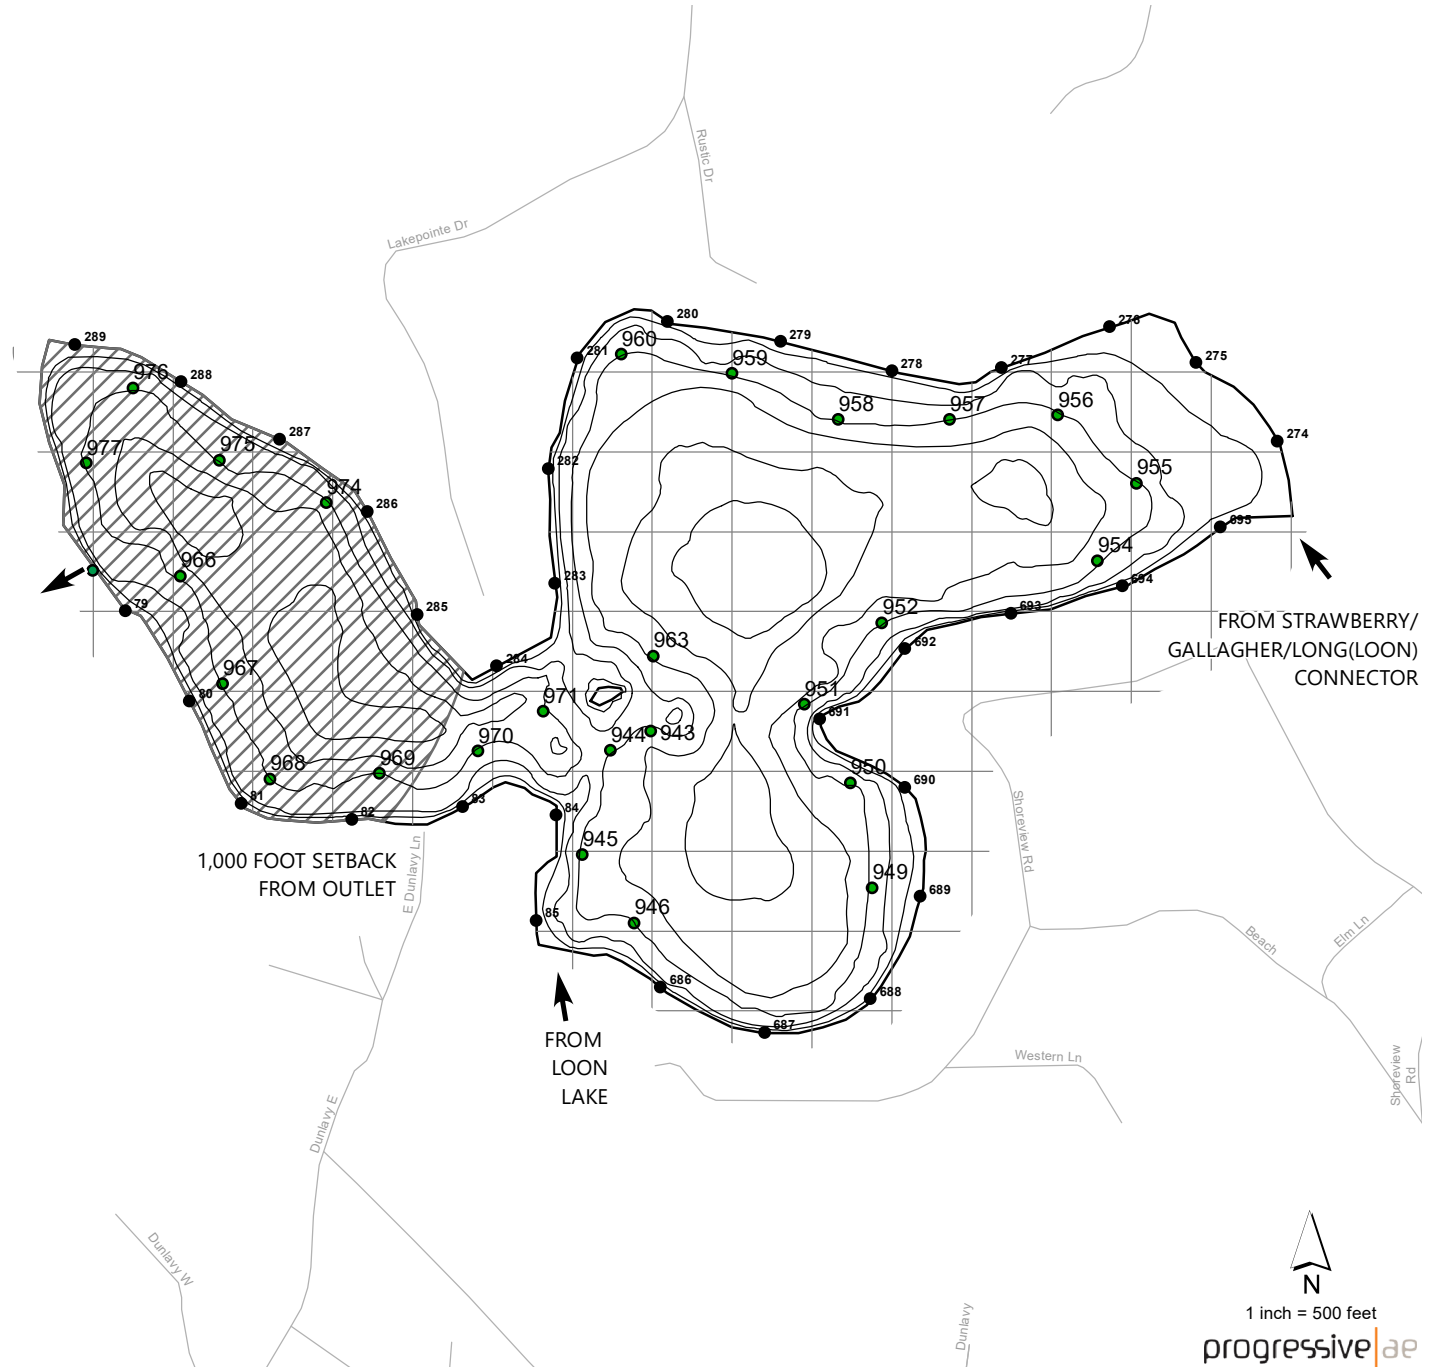 Rustic Dr
Lakepointe Dr
280
279
289
281
960
278
276
288
976
959
277
275
958
957
956
287
274
977
975
282
955
974
286
695
966
954
283
694
79
285
952
693
FROM STRAWBERRY/
GALLAGHER/LONG(LOON)
CONNECTOR
692
963
284
967
80
971
951
691
944
943
970
968
969
950
690
81
82
83
84
Shoreview Rd
945
1,000 FOOT SETBACK
FROM OUTLET
E Dunlavy Ln
949
689
946
85
Beach
Elm Ln
686
688
687
FROM
LOON
LAKE
Western Ln
Shoreview
Rd
Dunlavy E
Dunlavy W
Dunlavy
N
1 inch = 500 feet
progressive ae